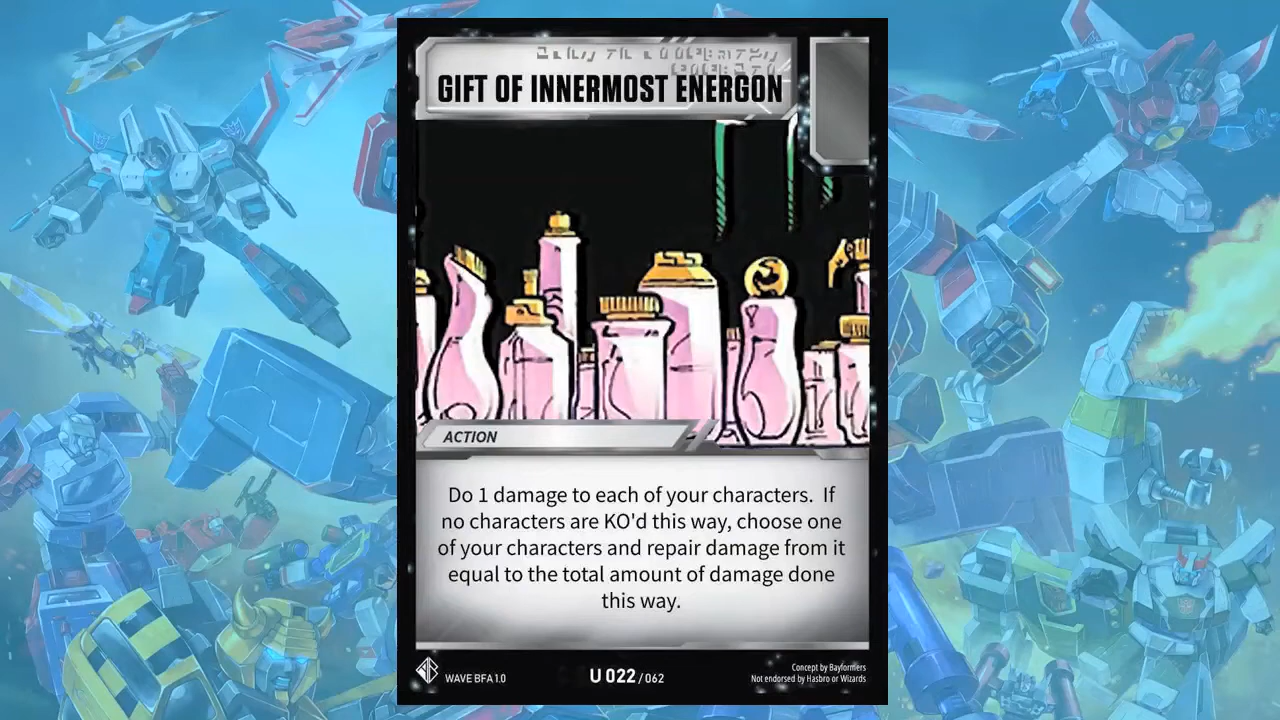 GIFT OF INNERMOST ENERGON
ACTION
Do 1 damage to each of your characters.  If
no characters are KO'd this way, choose one
of your characters and repair damage from it
equal to the total amount of damage done
this way.
WAVE BFA 1.0
U 022 / 062
Concept by Bayformers
Not endorsed by Hasbro or Wizards